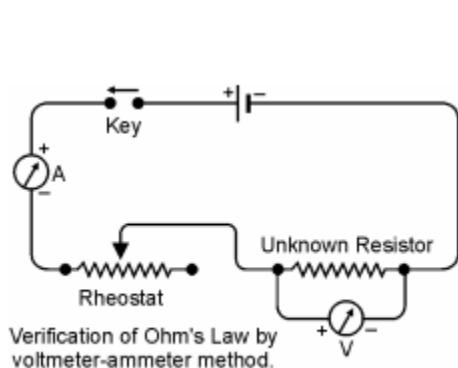 + −
Key
+
A
−
Unknown Resistor
Rheostat
+ −
V
Verification of Ohm's Law by
voltmeter-ammeter method.